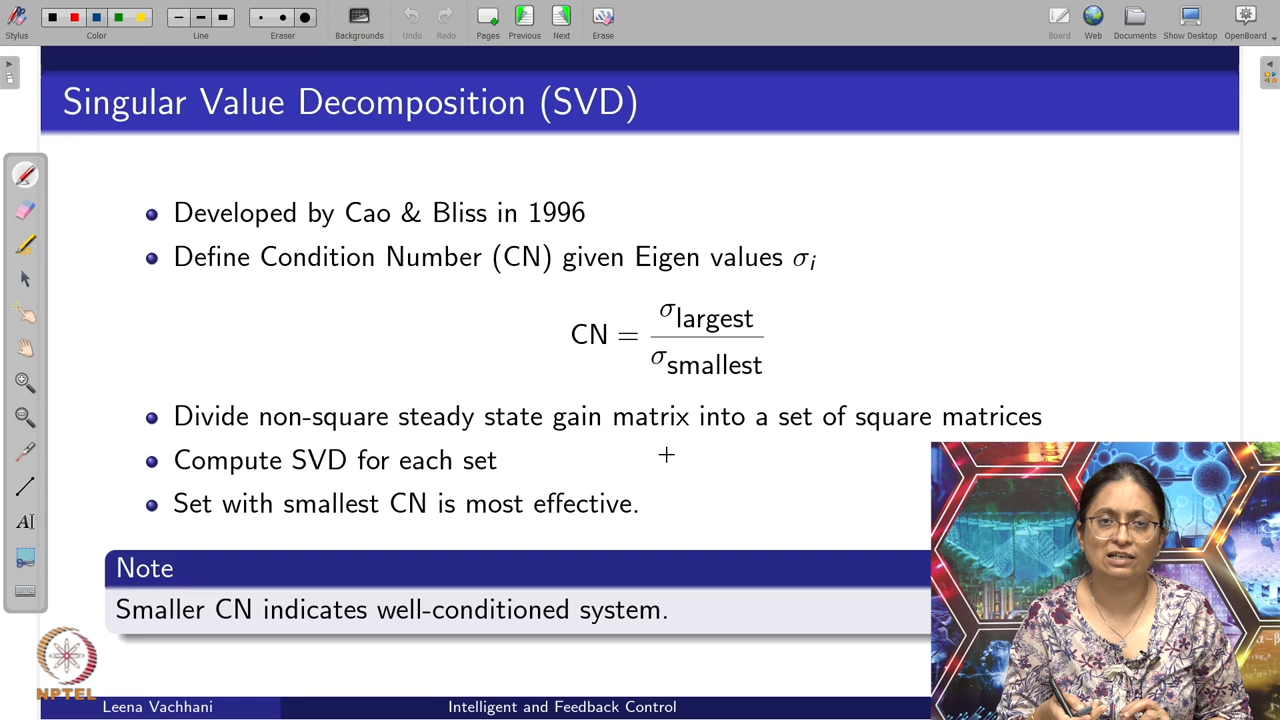 Stylus
Color
Line
Eraser
Backgrounds
Undo
Redo
Pages
Previous
Next
Erase
Board
Web
Documents
Show Desktop
OpenBoard
Singular Value Decomposition (SVD)
Developed by Cao & Bliss in 1996
Define Condition Number (CN) given Eigen values σi
CN = σlargest / σsmallest
Divide non-square steady state gain matrix into a set of square matrices
Compute SVD for each set
Set with smallest CN is most effective.
Note
Smaller CN indicates well-conditioned system.
AI
NPTEL
Leena Vachhani
Intelligent and Feedback Control
α-β